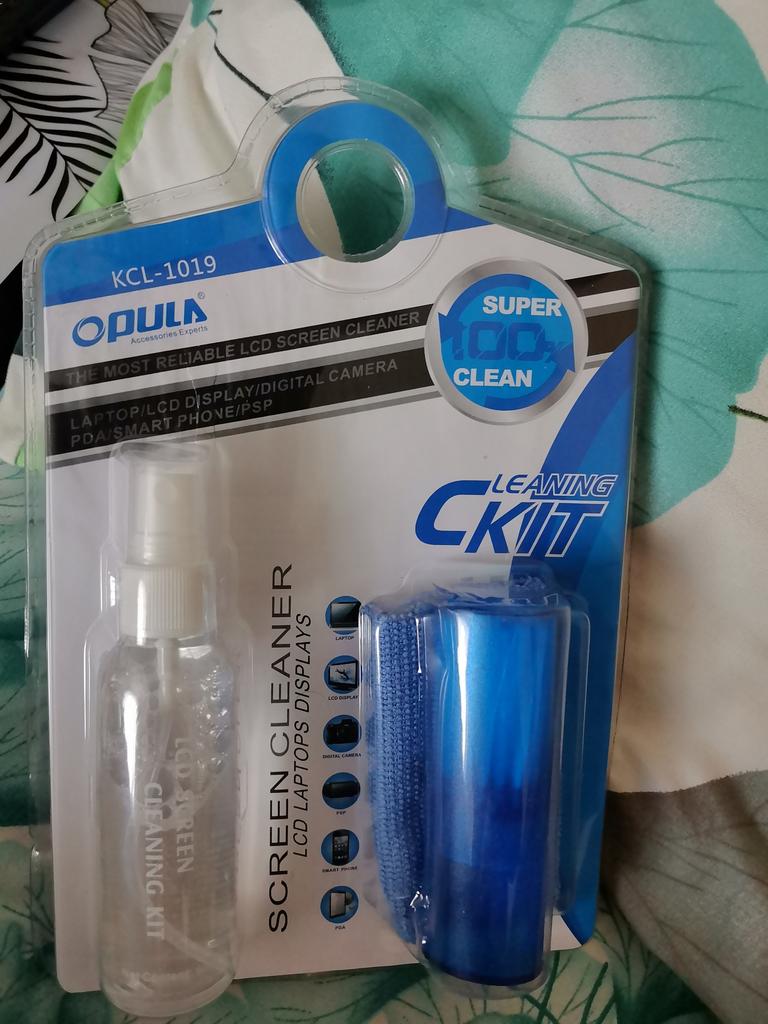 KCL-1019
OPULA®
Accessories Experts
THE MOST RELIABLE LCD SCREEN CLEANER
LAPTOP/LCD DISPLAY/DIGITAL CAMERA
PDA/SMART PHONE/PSP
SUPER
100%
CLEAN
CLEANING
KIT
SCREEN CLEANER
LCD LAPTOPS DISPLAYS
LAPTOP
LCD DISPLAY
DIGITAL CAMERA
PSP
SMART PHONE
PDA
LCD SCREEN
CLEANING KIT